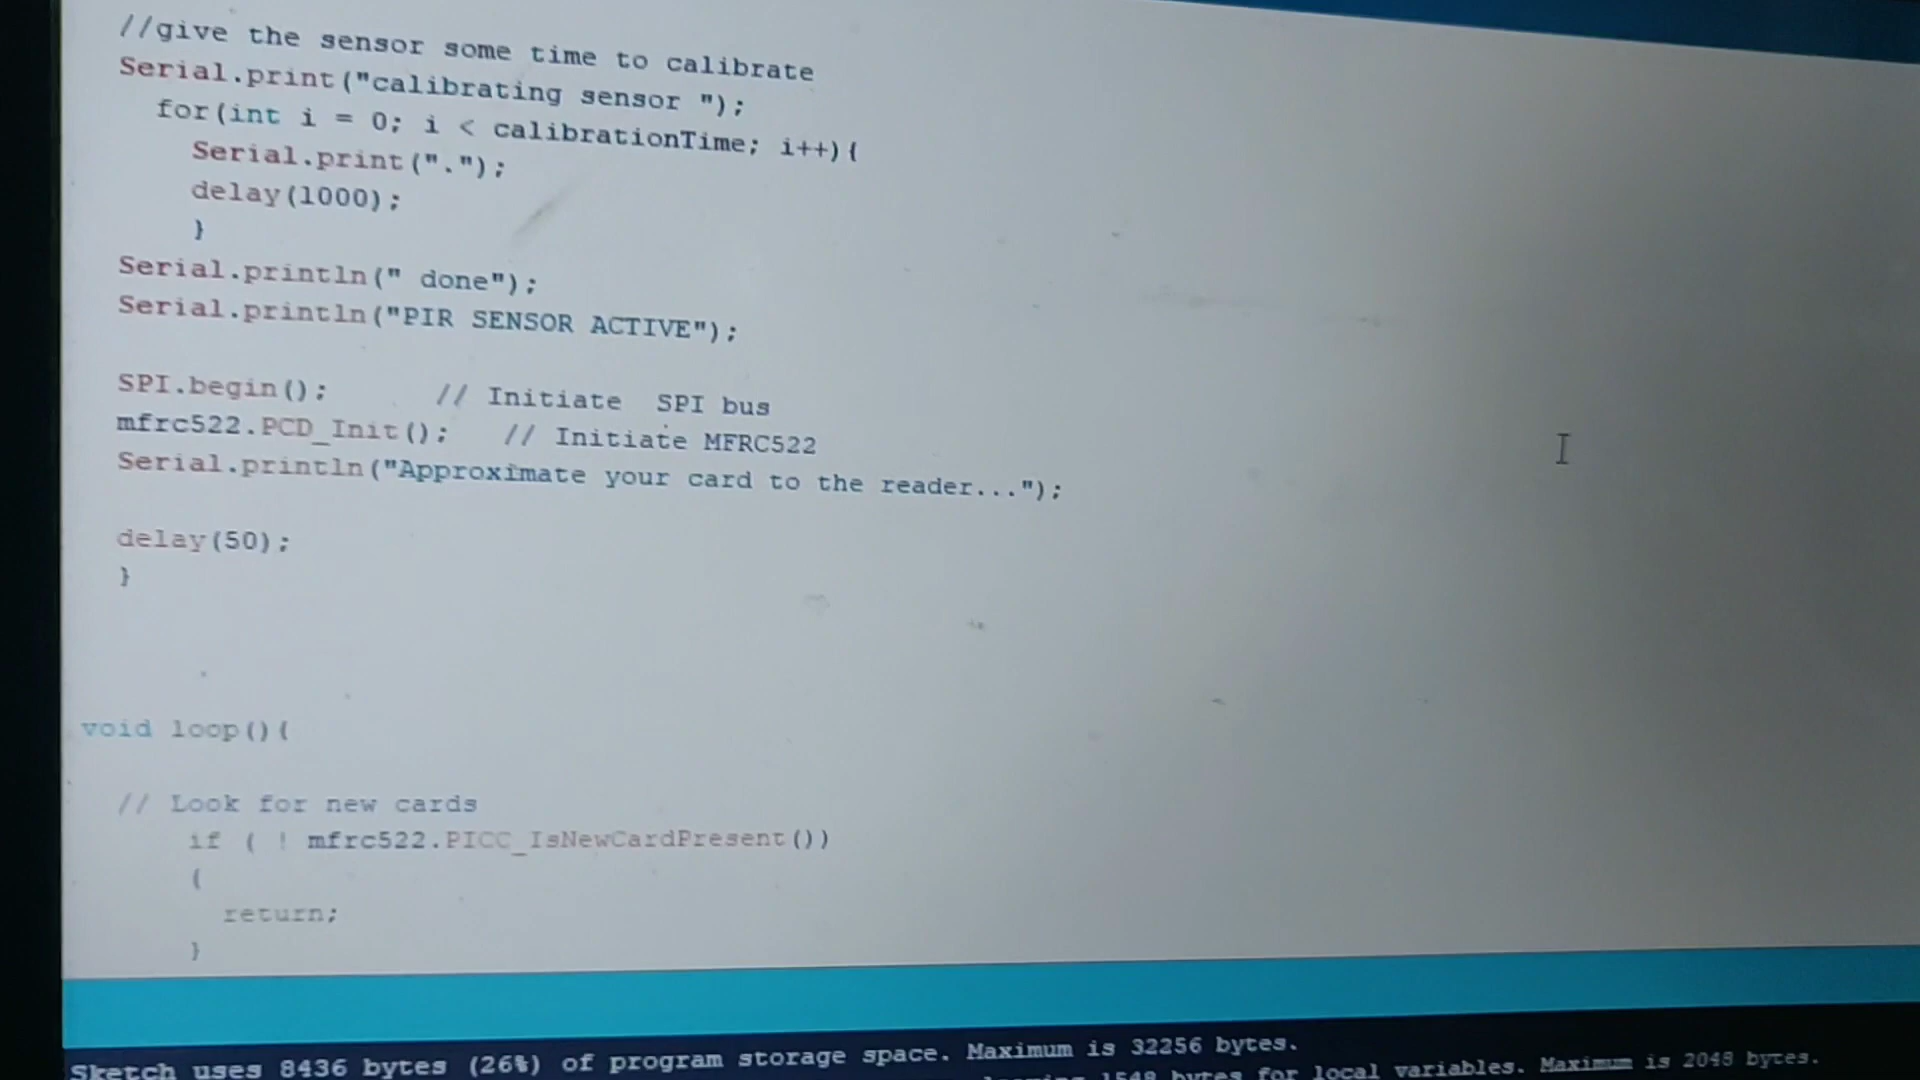 //give the sensor some time to calibrate
Serial.print("calibrating sensor ");
for(int i = 0; i < calibrationTime; i++){
Serial.print(".");
delay(1000);
}
Serial.println(" done");
Serial.println("PIR SENSOR ACTIVE");
SPI.begin(); // Initiate  SPI bus
mfrc522.PCD_Init(); // Initiate MFRC522
Serial.println("Approximate your card to the reader...");
delay(50);
}
void loop(){
// Look for new cards
if ( ! mfrc522.PICC_IsNewCardPresent())
{
return;
}
Sketch uses 8436 bytes (26%) of program storage space. Maximum is 32256 bytes.
1548 bytes for local variables. Maximum is 2048 bytes.